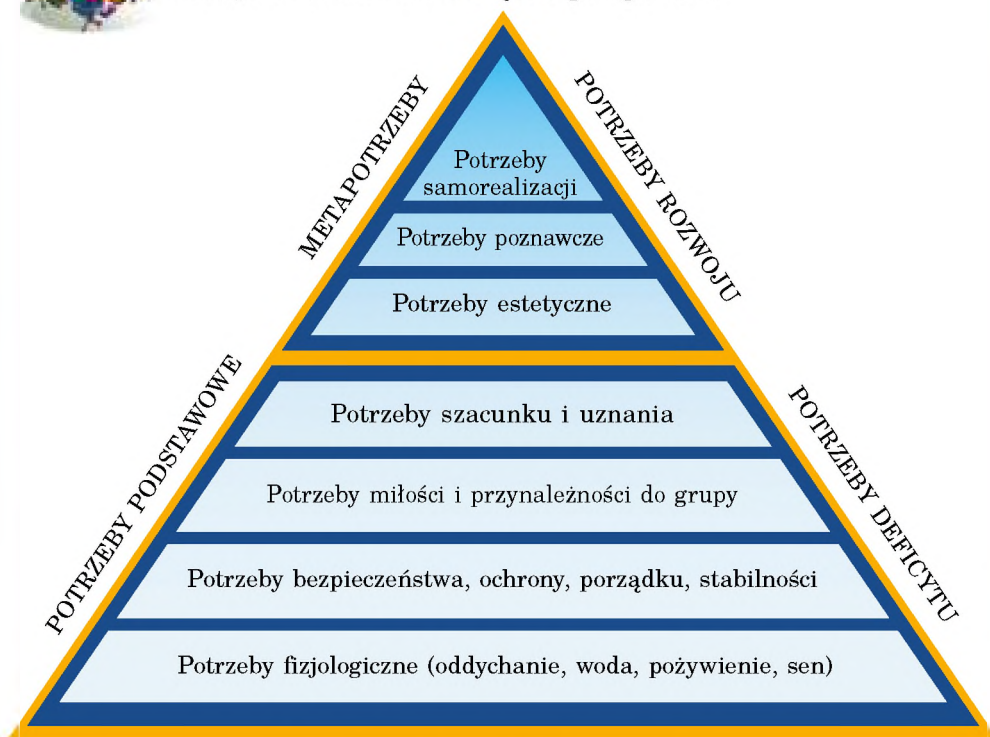 METAPOTRZEBY
POTRZEBY ROZWOJU
Potrzeby
samorealizacji
Potrzeby poznawcze
Potrzeby estetyczne
POTRZEBY PODSTAWOWE
POTRZEBY DEFICYTU
Potrzeby szacunku i uznania
Potrzeby miłości i przynależności do grupy
Potrzeby bezpieczeństwa, ochrony, porządku, stabilności
Potrzeby fizjologiczne (oddychanie, woda, pożywienie, sen)